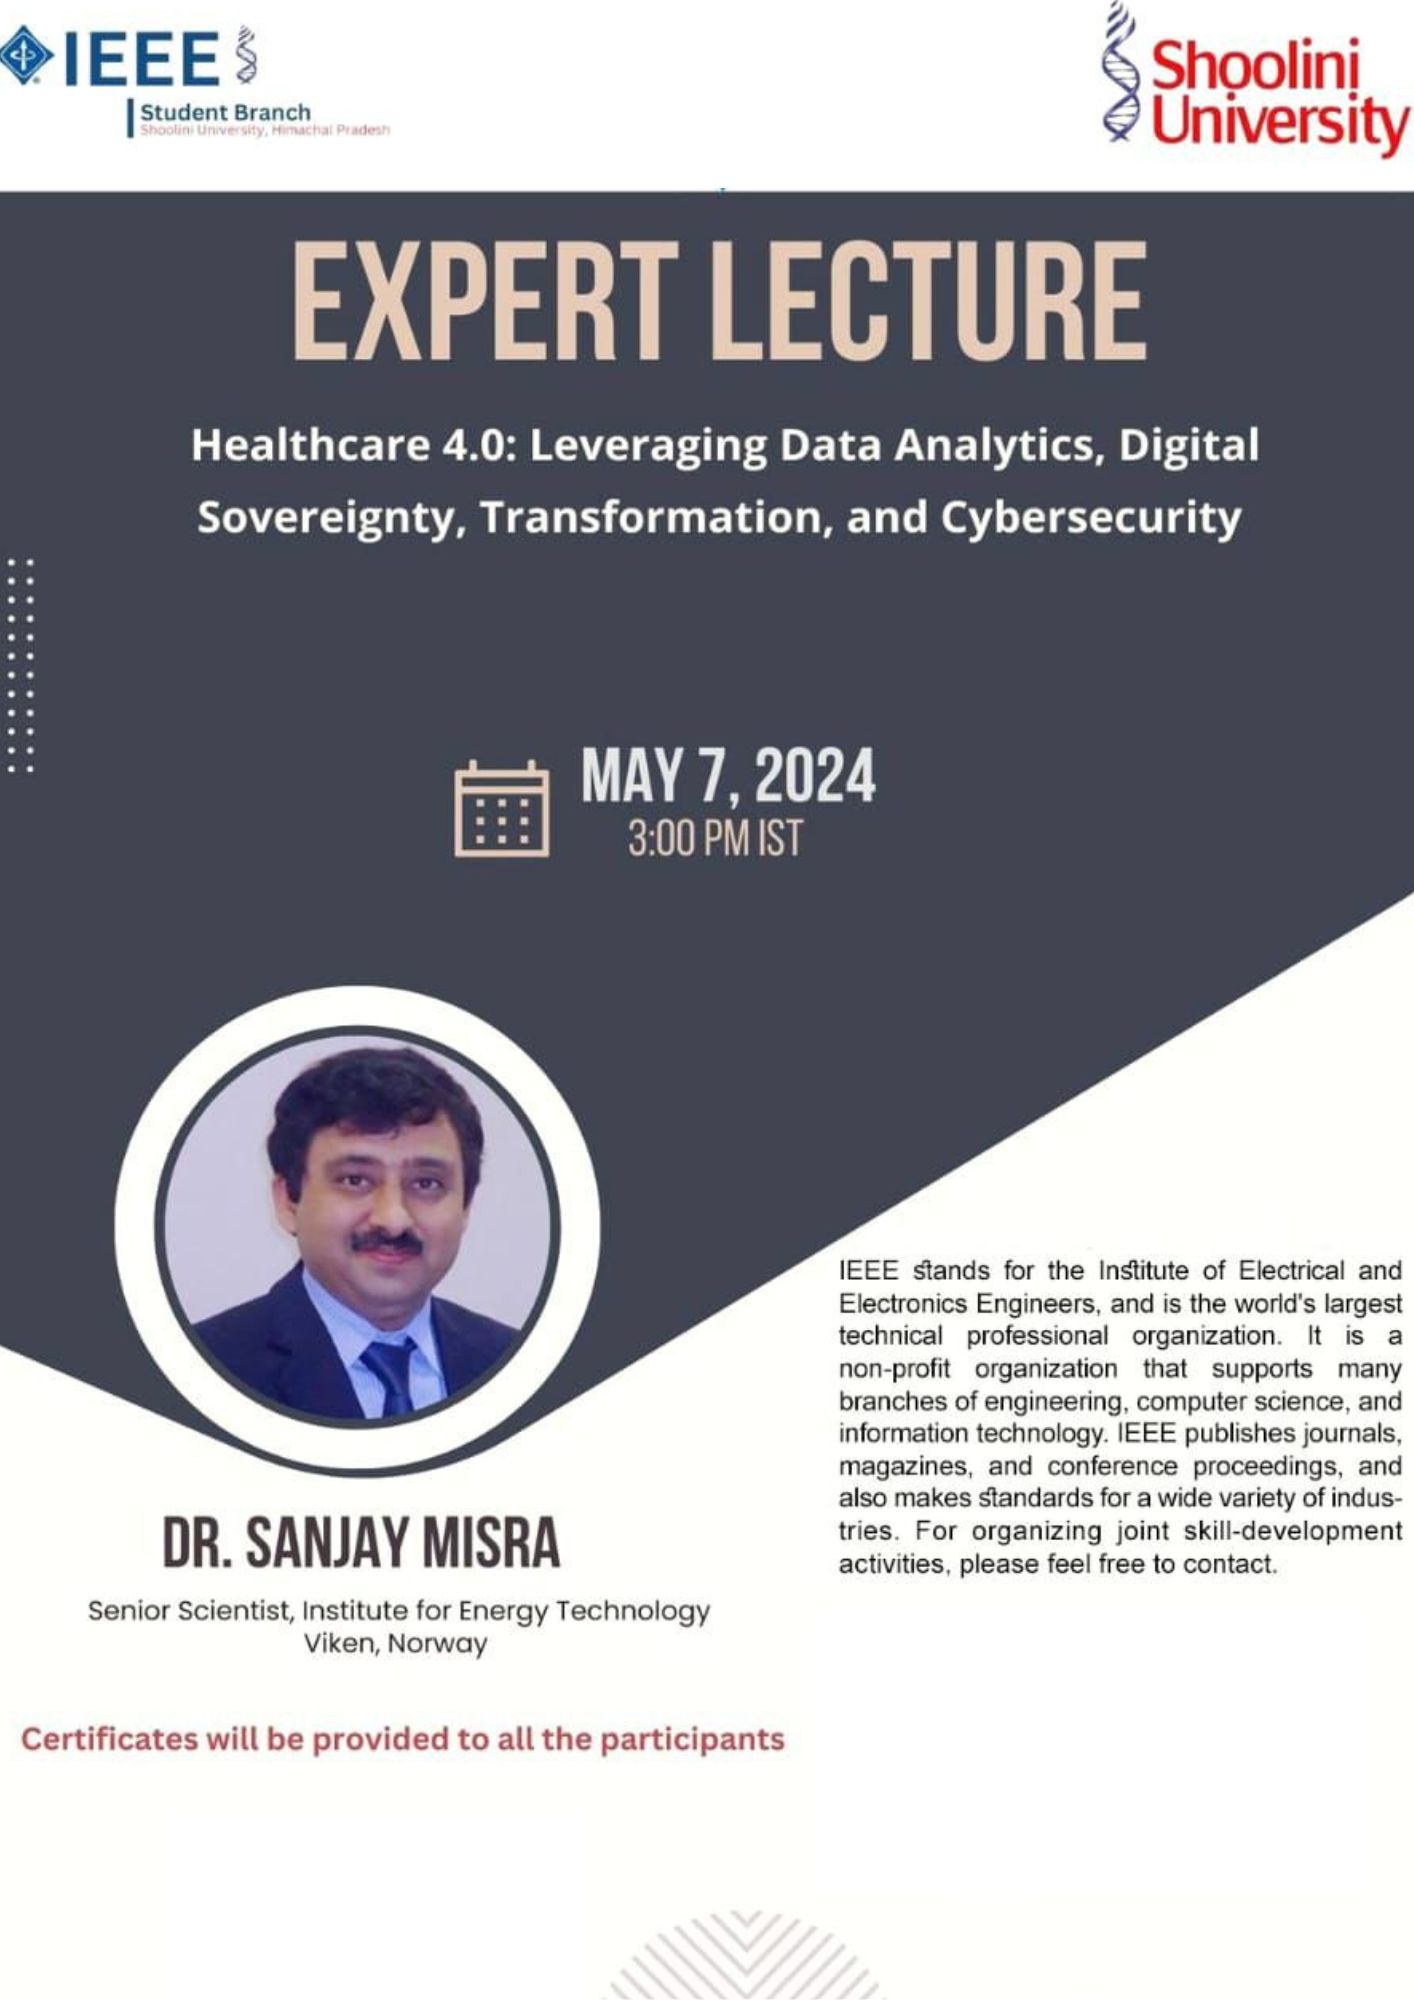 IEEE
Student Branch
Shoolini University, Himachal Pradesh
Shoolini
University
EXPERT LECTURE
Healthcare 4.0: Leveraging Data Analytics, Digital
Sovereignty, Transformation, and Cybersecurity
MAY 7, 2024
3:00 PM IST
DR. SANJAY MISRA
Senior Scientist, Institute for Energy Technology
Viken, Norway
Certificates will be provided to all the participants
IEEE stands for the Institute of Electrical and
Electronics Engineers, and is the world's largest
technical professional organization. It is a
non-profit organization that supports many
branches of engineering, computer science, and
information technology. IEEE publishes journals,
magazines, and conference proceedings, and
also makes standards for a wide variety of indus-
tries. For organizing joint skill-development
activities, please feel free to contact.